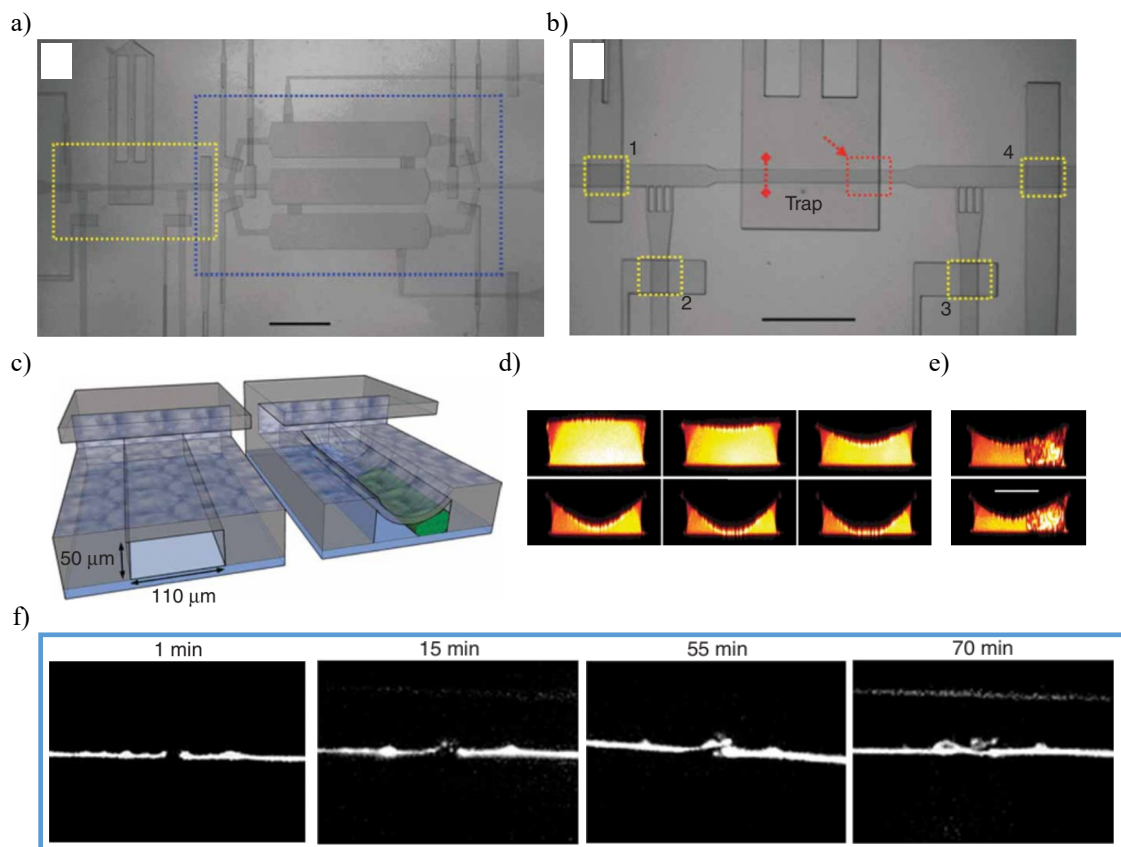 a)
b)
1
4
Trap
2
3
c)
d)
e)
50 μm
110 μm
f)
1 min
15 min
55 min
70 min